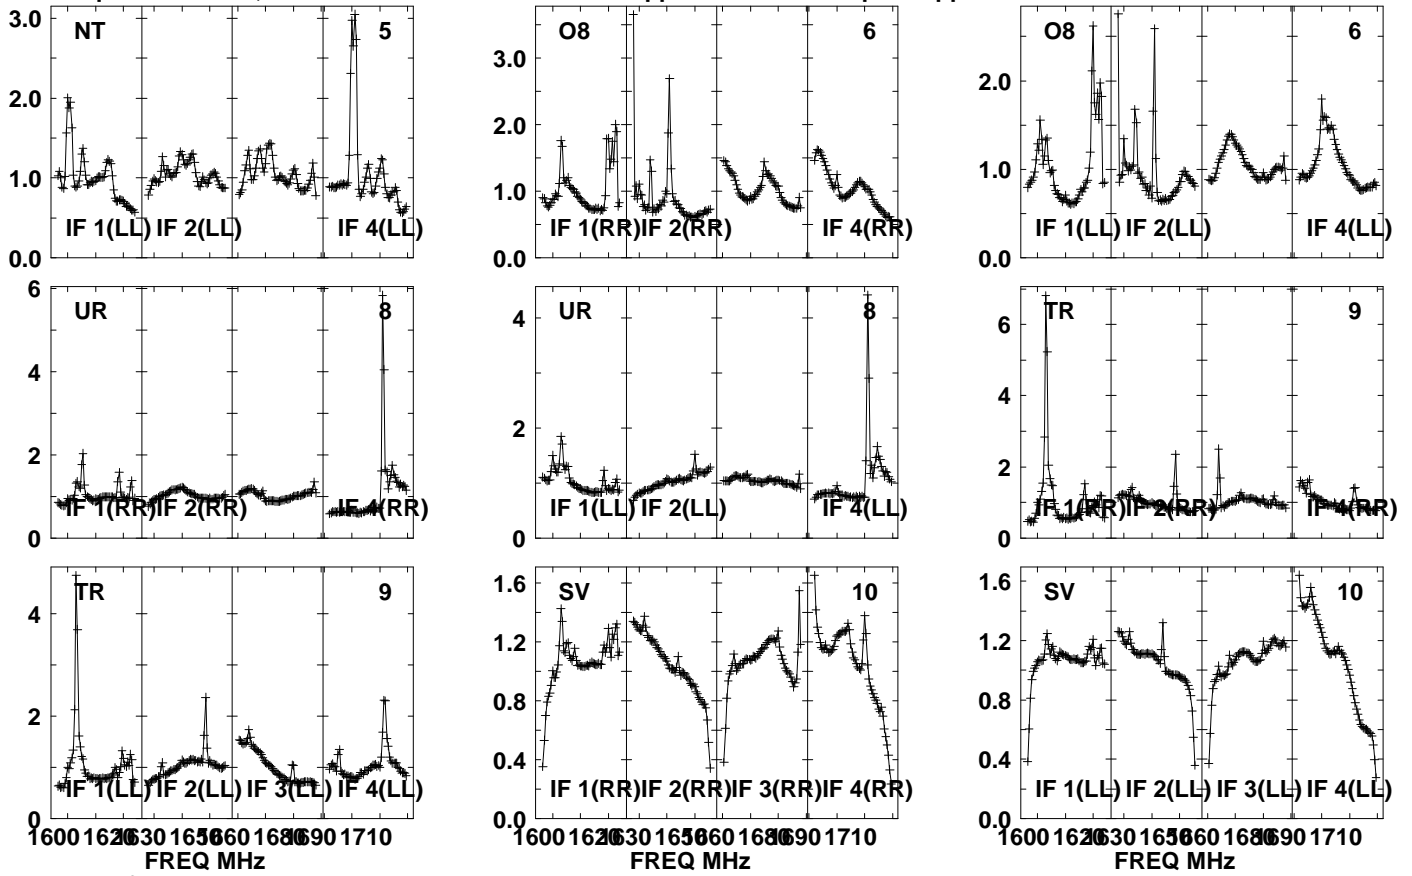 NT 5
3.0
2.0
1.0
0.0
IF 1(LL) IF 2(LL) IF 4(LL)
O8 6
3.0
2.0
1.0
0.0
IF 1(RR) IF 2(RR) IF 4(RR)
O8 6
2.0
1.0
0.0
IF 1(LL) IF 2(LL) IF 4(LL)
UR 8
6
4
2
0
IF 1(RR) IF 2(RR) IF 4(RR)
UR 8
4
2
0
IF 1(LL) IF 2(LL) IF 4(LL)
TR 9
6
4
2
0
IF 1(RR) IF 2(RR) IF 4(RR)
TR 9
4
2
0
IF 1(LL) IF 2(LL) IF 3(LL) IF 4(LL)
1600 1620 1630 1650 1660 1680 1690 1710
FREQ MHz
SV 10
1.6
1.2
0.8
0.4
0.0
IF 1(RR) IF 2(RR) IF 3(RR) IF 4(RR)
1600 1620 1630 1650 1660 1680 1690 1710
FREQ MHz
SV 10
1.6
1.2
0.8
0.4
0.0
IF 1(LL) IF 2(LL) IF 3(LL) IF 4(LL)
1600 1620 1630 1650 1660 1680 1690 1710
FREQ MHz